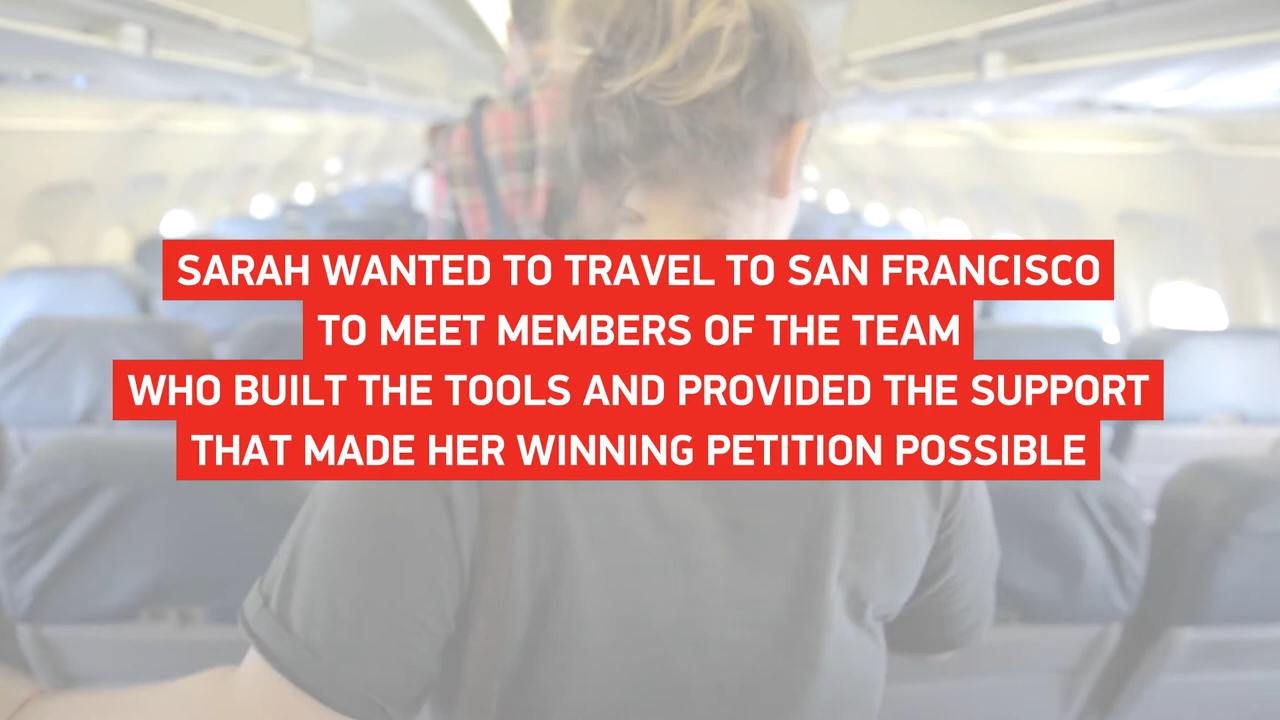 SARAH WANTED TO TRAVEL TO SAN FRANCISCO
TO MEET MEMBERS OF THE TEAM
WHO BUILT THE TOOLS AND PROVIDED THE SUPPORT
THAT MADE HER WINNING PETITION POSSIBLE